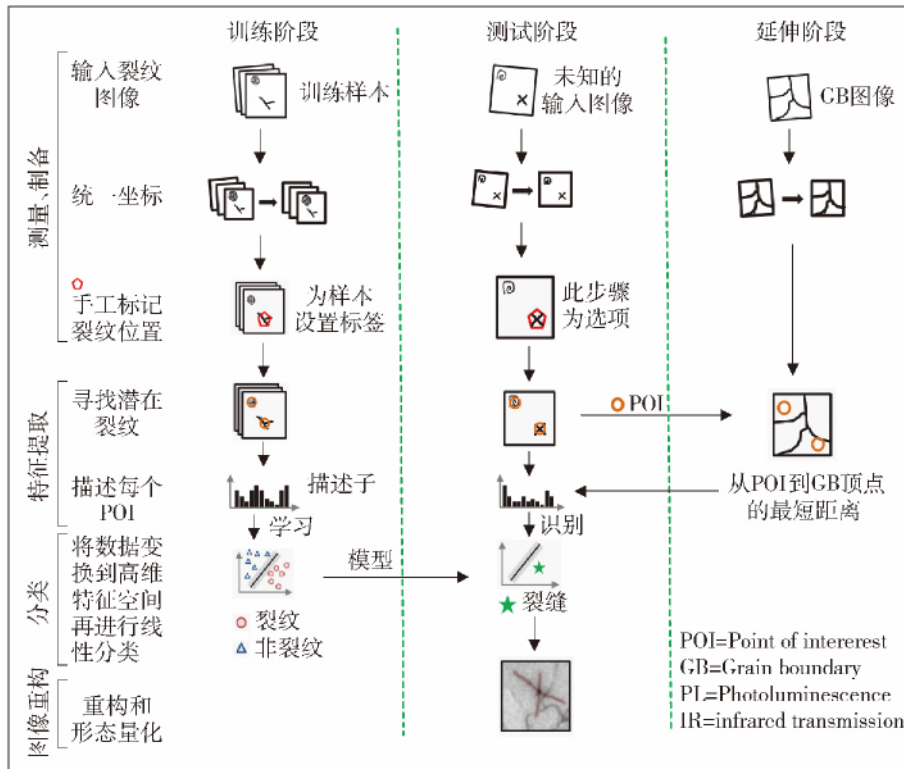 训练阶段
测试阶段
延伸阶段
测量、制备
输入裂纹
图像
训练样本
未知的
输入图像
GB图像
统一坐标
手工标记
裂纹位置
为样本
设置标签
此步骤
为选项
特征提取
寻找潜在
裂纹
POI
描述每个
POI
描述子
从POI到GB顶点
的最短距离
学习
识别
分类
将数据变
换到高维
特征空间
再进行线
性分类
模型
裂纹
非裂纹
裂缝
图像重构
重构和
形态量化
POI=Point of intererest
GB=Grain boundary
PL=Photoluminescence
IR=infrared transmission